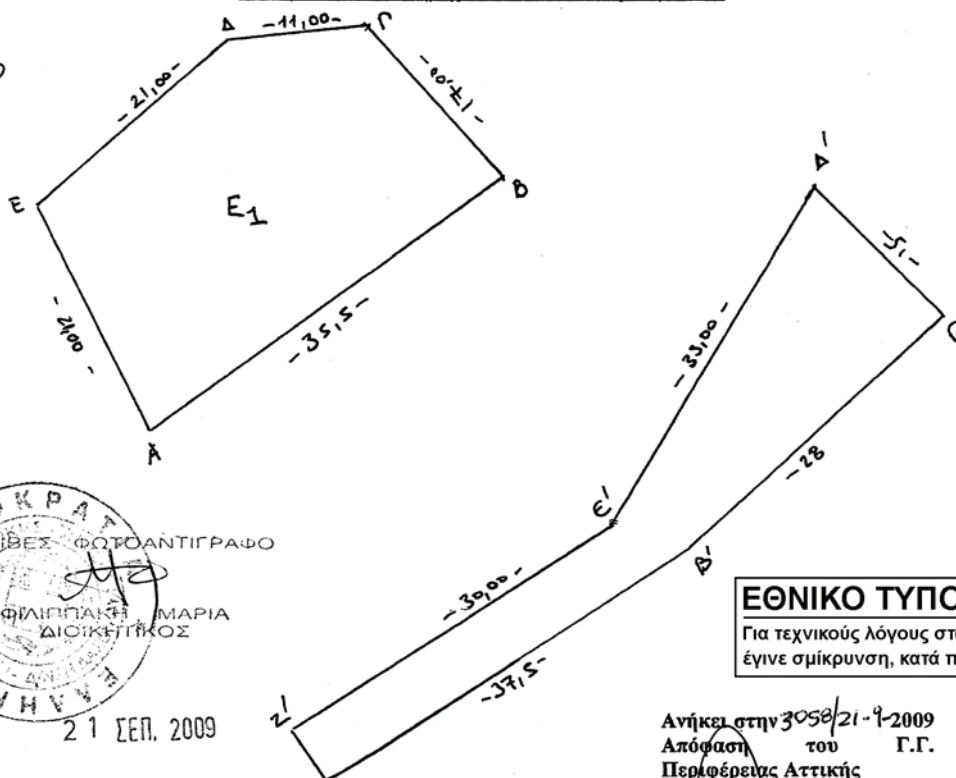 Δ
-11,00-
Γ
-21,00-
-17,00-
Ε
Ε1
Β
-35,5-
Α
Δ'
-33,00-
Ε'
-28
Β'
-30,00-
-37,5-
Ζ'
ΦΩΤΟΑΝΤΙΓΡΑΦΟ
ΦΙΛΙΠΠΑΚΗ ΜΑΡΙΑ
ΔΙΟΙΚΗΤΙΚΟΣ
21 ΣΕΠ. 2009
ΕΘΝΙΚΟ ΤΥΠΟ
Για τεχνικούς λόγους στ
έγινε σμίκρυνση, κατά π
Ανήκει στην 3058/21-9-2009
Απόφαση του Γ.Γ.
Περιφέρειας Αττικής